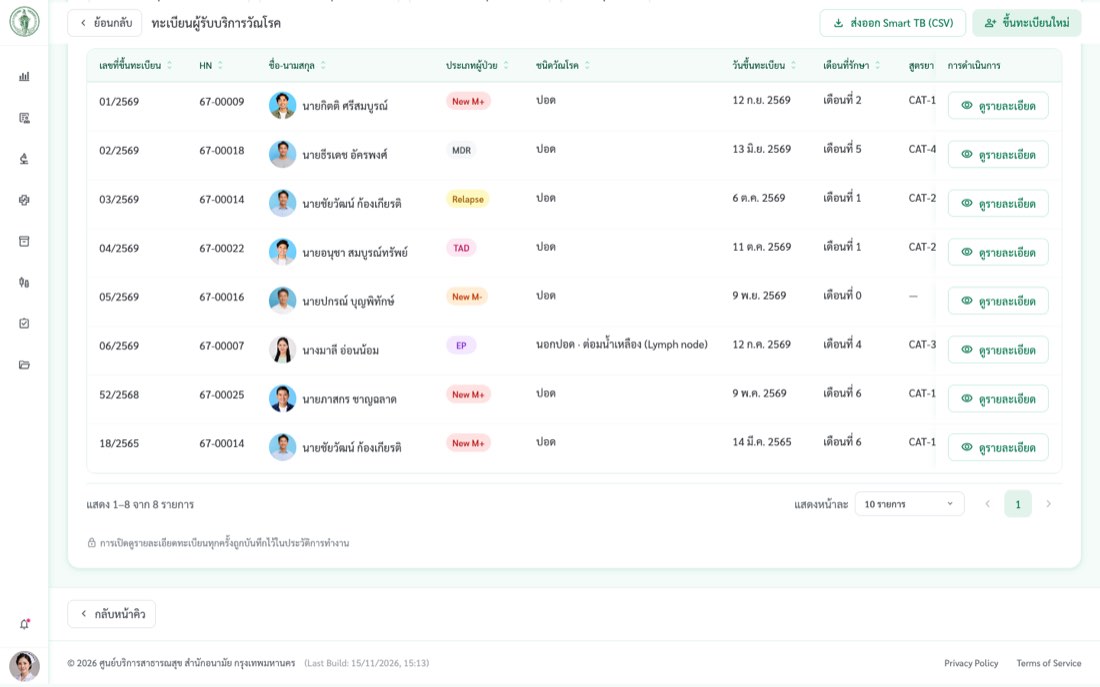 ย้อนกลับ ทะเบียนผู้รับบริการวัณโรค ส่งออก Smart TB (CSV) ขึ้นทะเบียนใหม่
เลขที่ขึ้นทะเบียน HN ชื่อ-นามสกุล ประเภทผู้ป่วย ชนิดวัณโรค วันขึ้นทะเบียน เดือนที่รักษา สูตรยา การดำเนินการ
01/2569 67-00009 นายกิตติ ศรีสมบูรณ์ New M+ ปอด 12 ก.ย. 2569 เดือนที่ 2 CAT-1 ดูรายละเอียด
02/2569 67-00018 นายธีรเดช อัครพงศ์ MDR ปอด 13 มิ.ย. 2569 เดือนที่ 5 CAT-4 ดูรายละเอียด
03/2569 67-00014 นายชัยวัฒน์ ก้องเกียรติ Relapse ปอด 6 ต.ค. 2569 เดือนที่ 1 CAT-2 ดูรายละเอียด
04/2569 67-00022 นายอนุชา สมบูรณ์ทรัพย์ TAD ปอด 11 ต.ค. 2569 เดือนที่ 1 CAT-2 ดูรายละเอียด
05/2569 67-00016 นายปกรณ์ บุญพิทักษ์ New M- ปอด 9 พ.ย. 2569 เดือนที่ 0 — ดูรายละเอียด
06/2569 67-00007 นางมาลี อ่อนน้อม EP นอกปอด · ต่อมน้ำเหลือง (Lymph node) 12 ก.ค. 2569 เดือนที่ 4 CAT-3 ดูรายละเอียด
52/2568 67-00025 นายภาสกร ชาญฉลาด New M+ ปอด 9 พ.ค. 2569 เดือนที่ 6 CAT-1 ดูรายละเอียด
18/2565 67-00014 นายชัยวัฒน์ ก้องเกียรติ New M+ ปอด 14 มี.ค. 2565 เดือนที่ 6 CAT-1 ดูรายละเอียด
แสดง 1–8 จาก 8 รายการ แสดงหน้าละ 10 รายการ 1
การเปิดดูรายละเอียดทะเบียนทุกครั้งถูกบันทึกไว้ในประวัติการทำงาน
กลับหน้าคิว
© 2026 ศูนย์บริการสาธารณสุข สำนักอนามัย กรุงเทพมหานคร (Last Build: 15/11/2026, 15:13) Privacy Policy Terms of Service